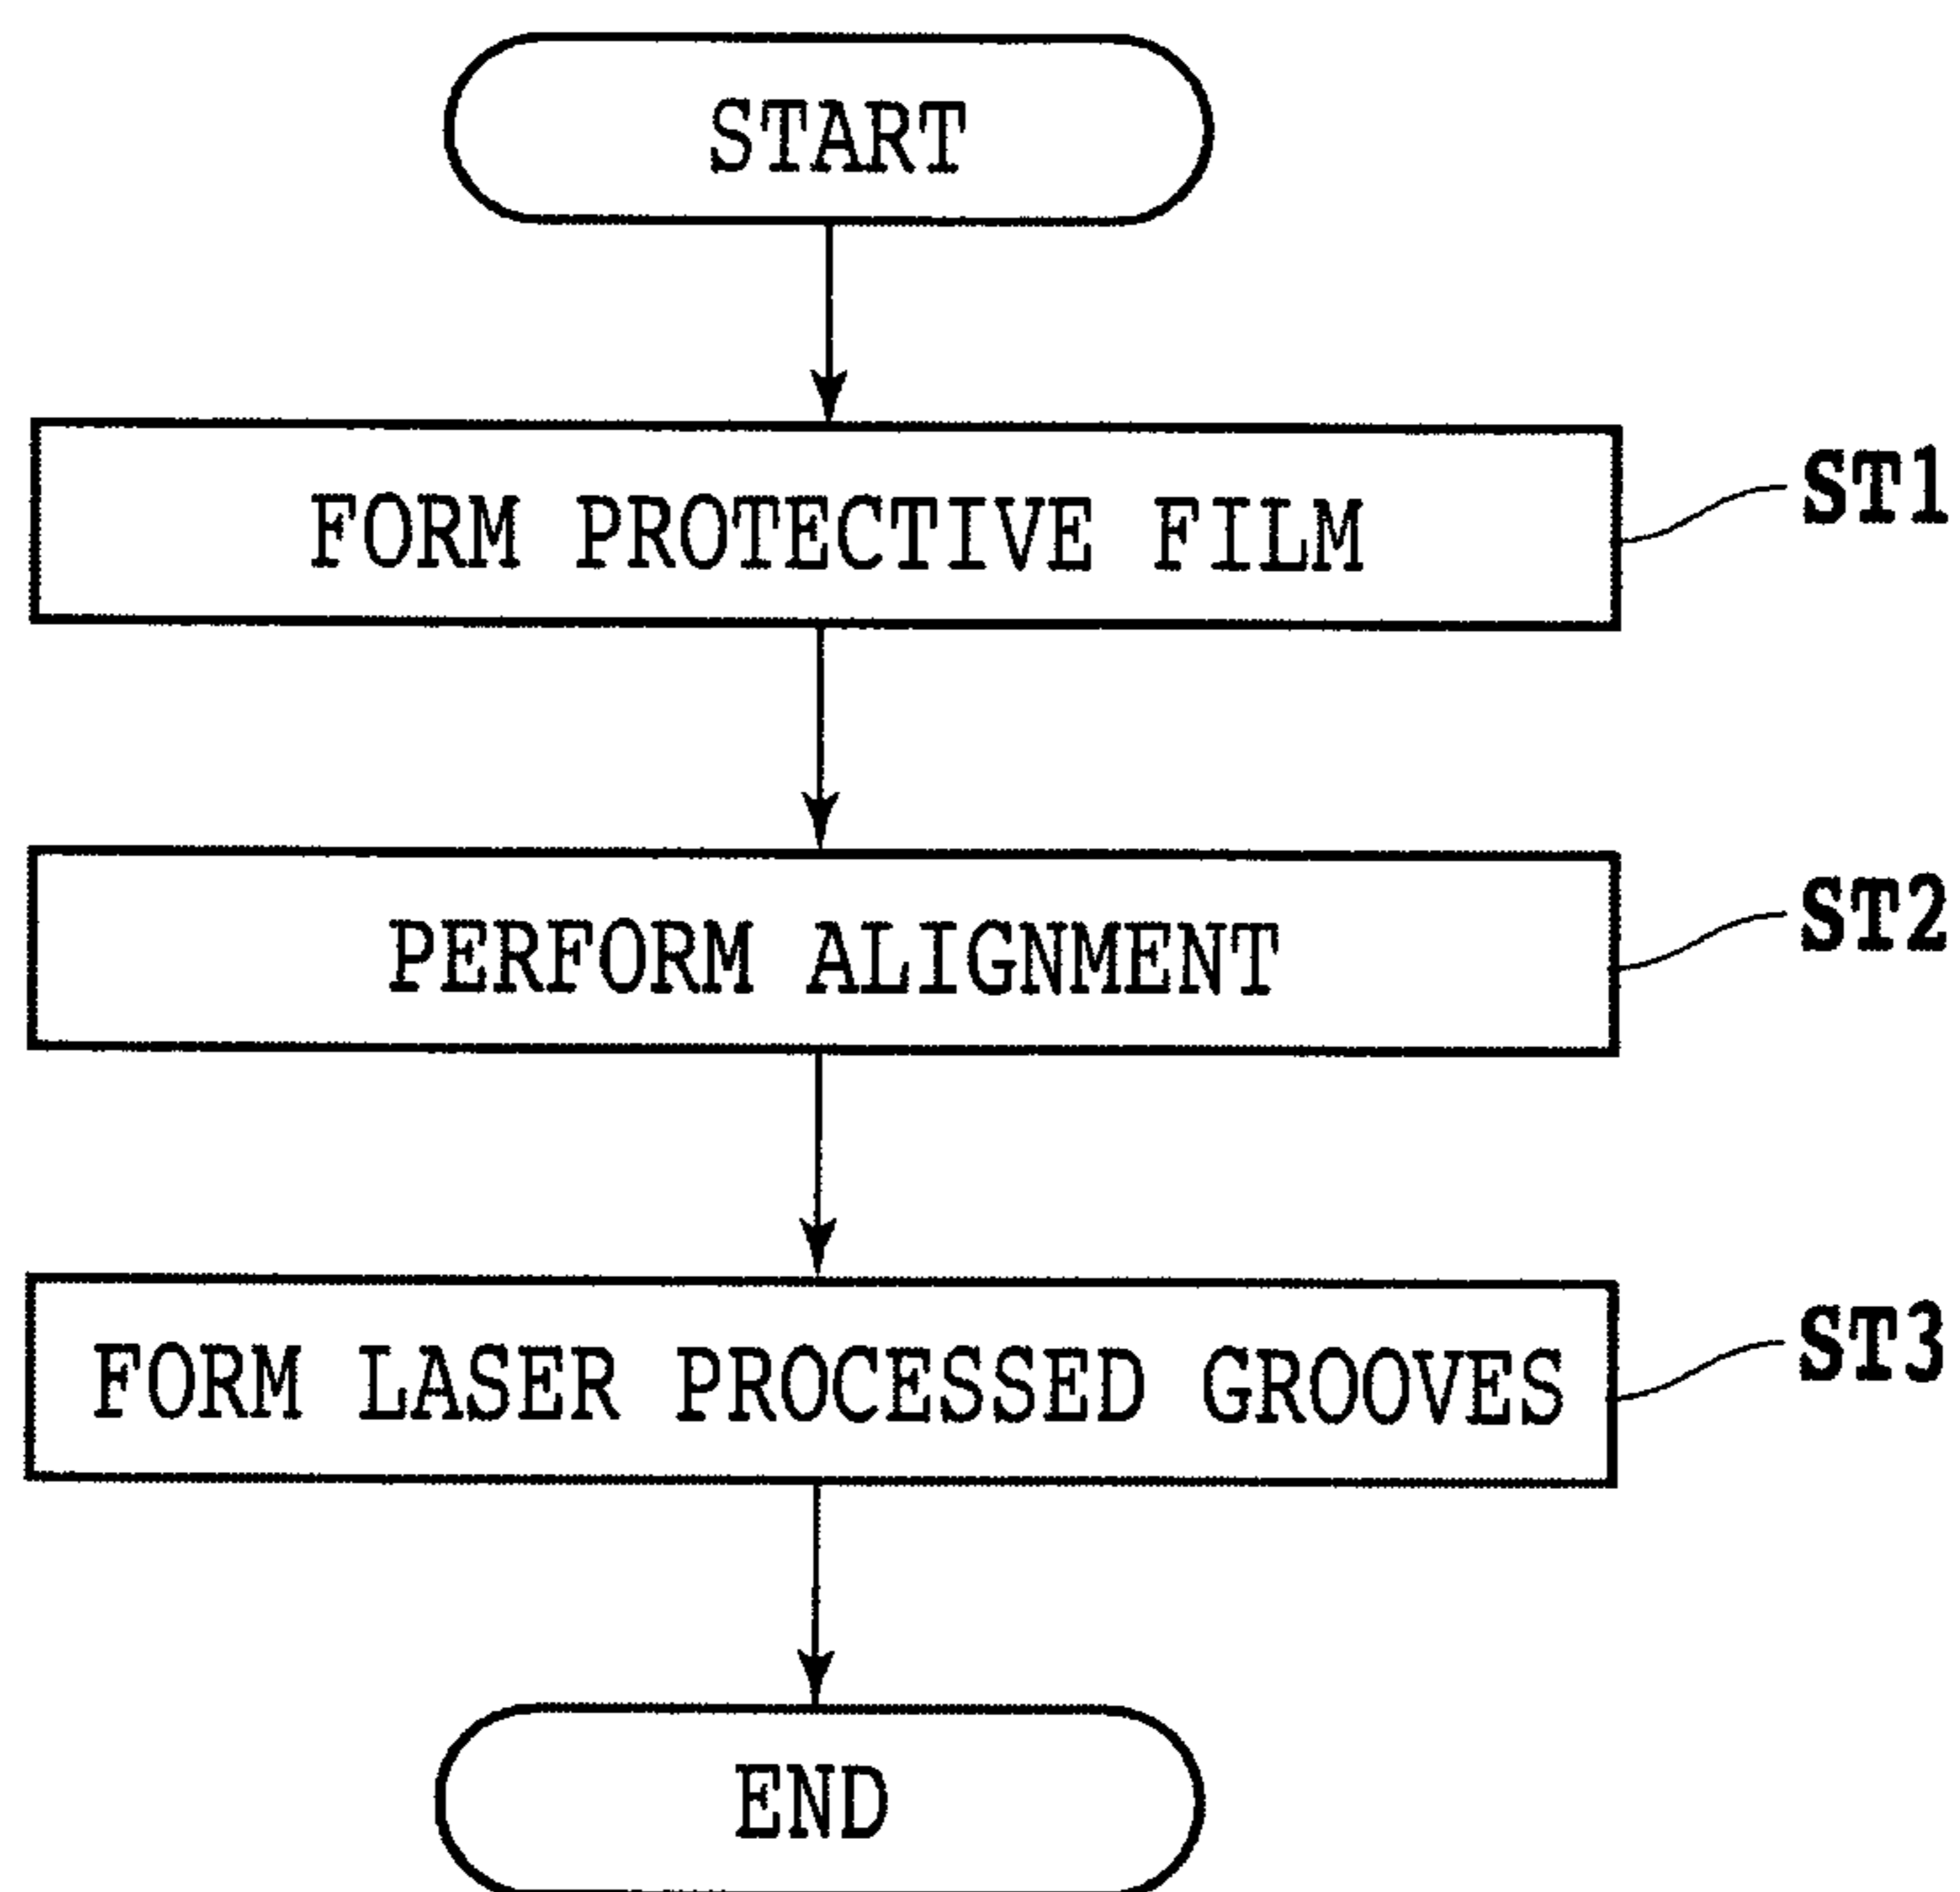 START
FORM PROTECTIVE FILM
ST1
PERFORM ALIGNMENT
ST2
FORM LASER PROCESSED GROOVES
ST3
END